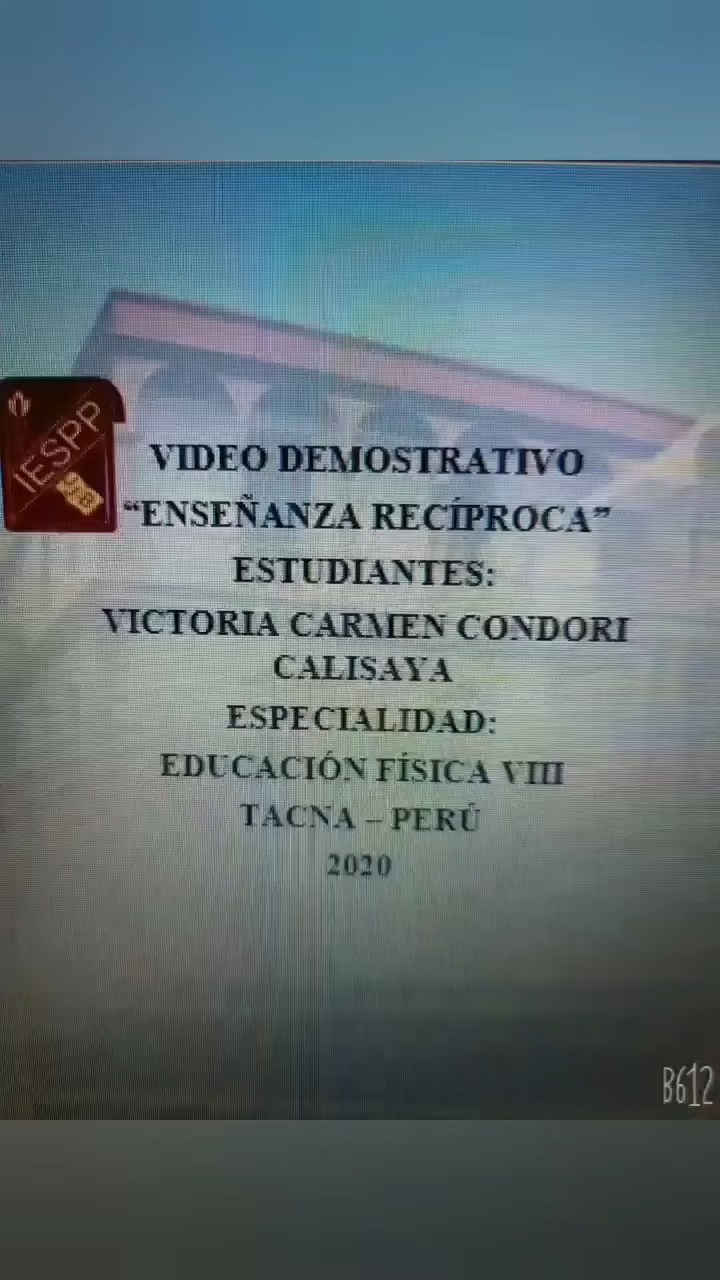 IESPP
VIDEO DEMOSTRATIVO
“ENSEÑANZA RECÍPROCA”
ESTUDIANTES:
VICTORIA CARMEN CONDORI
CALISAYA
ESPECIALIDAD:
EDUCACIÓN FÍSICA VIII
TACNA – PERÚ
2020
B612